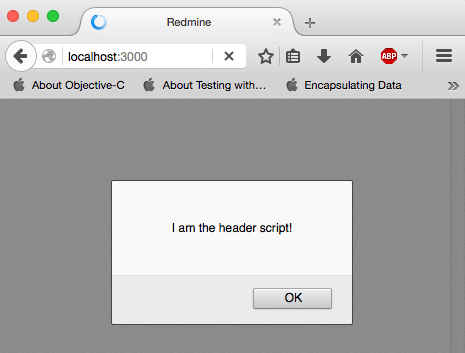 Redmine
localhost:3000
ABP
About Objective-C About Testing with... Encapsulating Data
I am the header script!
OK